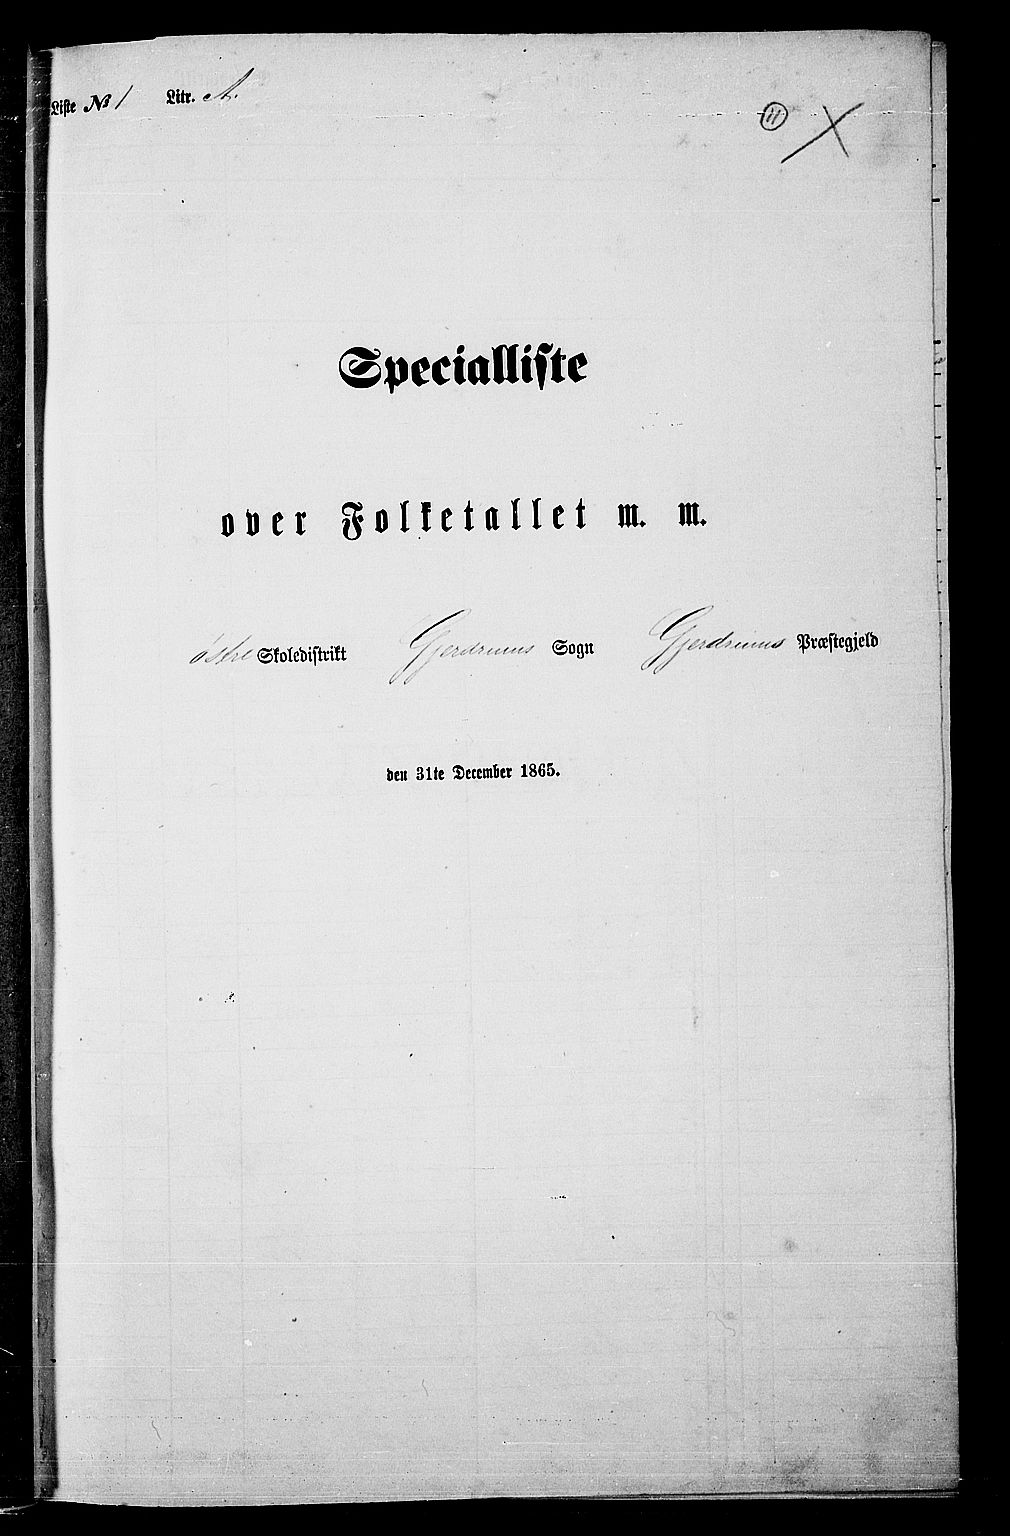 Liste № 1 Litr. A.
11
Specialliste
over Folketallet m. m.
østre Skoledistrikt Gjerdrums Sogn Gjerdrums Præstegjeld
den 31te December 1865.